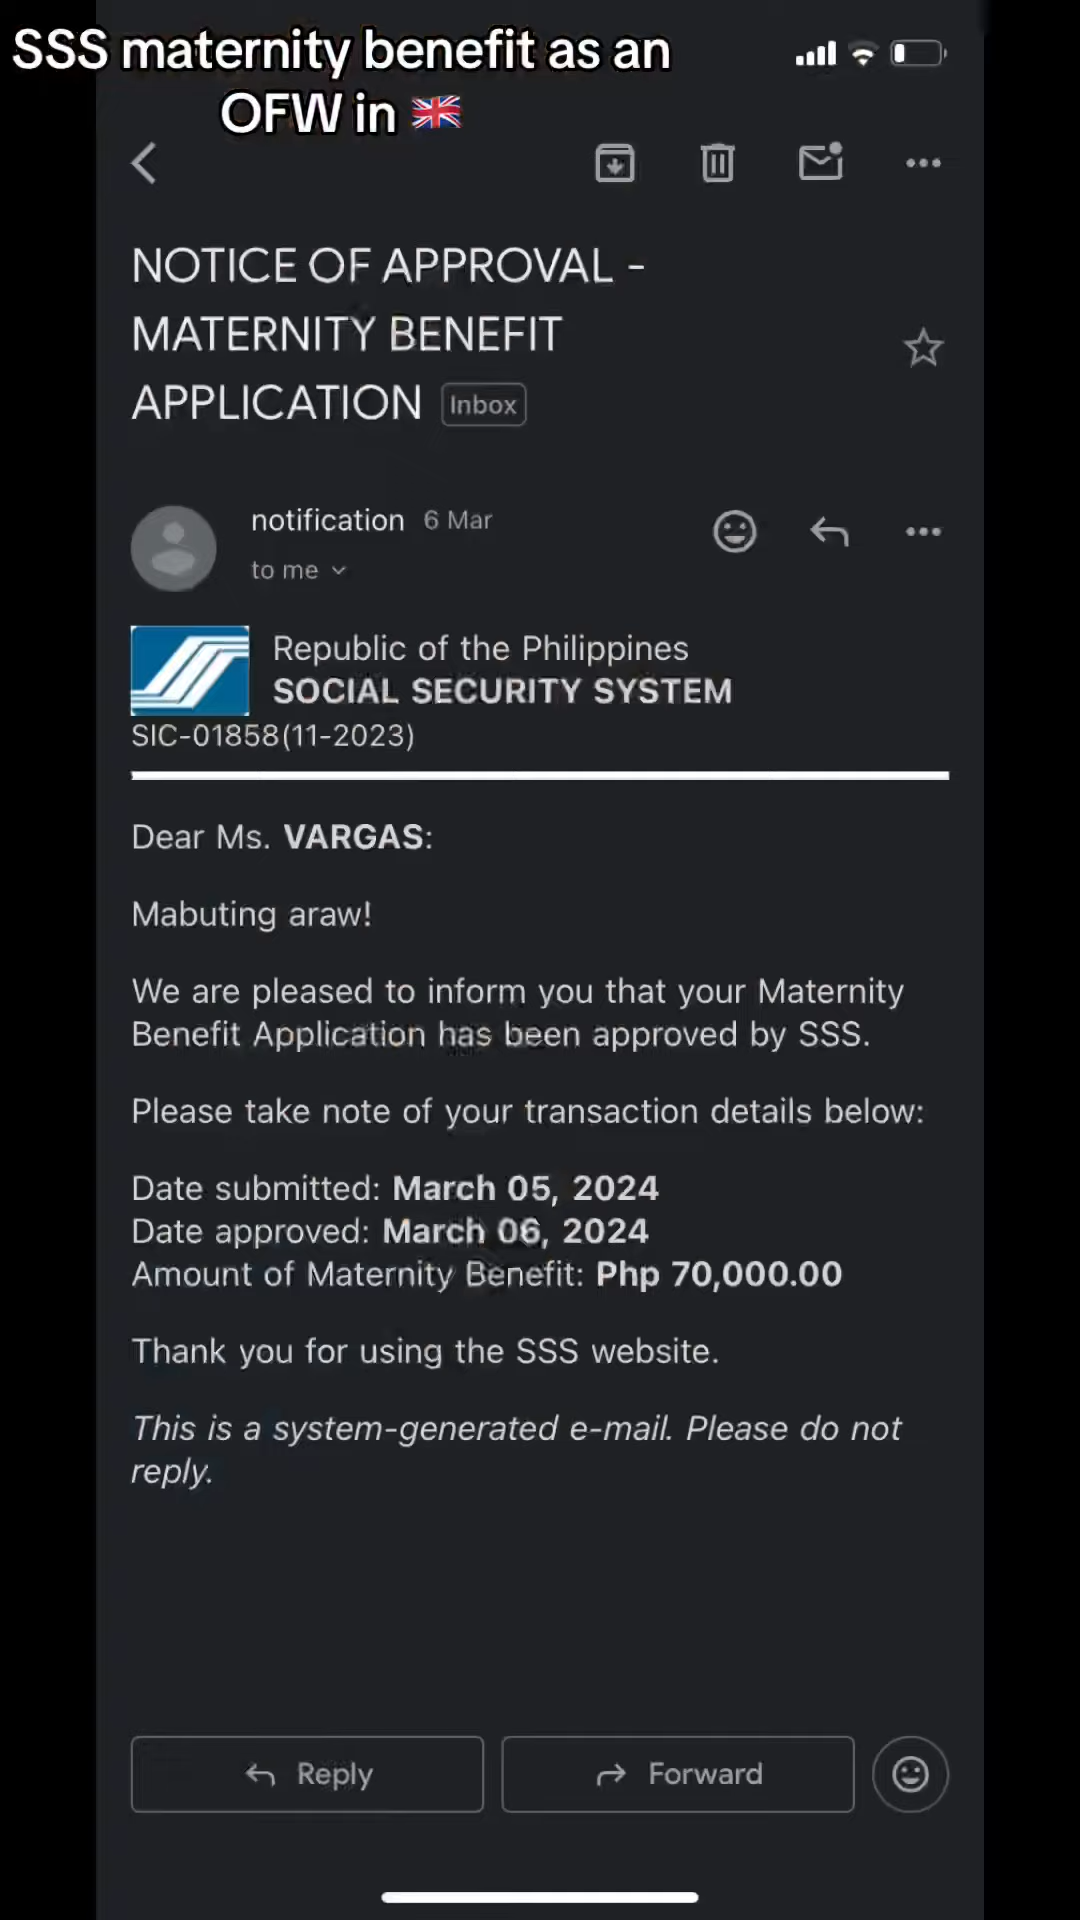 SSS maternity benefit as an
OFW in 🇬🇧
NOTICE OF APPROVAL -
MATERNITY BENEFIT
APPLICATION Inbox
notification 6 Mar
to me
Republic of the Philippines
SOCIAL SECURITY SYSTEM
SIC-01858(11-2023)
Dear Ms. VARGAS:
Mabuting araw!
We are pleased to inform you that your Maternity
Benefit Application has been approved by SSS.
Please take note of your transaction details below:
Date submitted: March 05, 2024
Date approved: March 06, 2024
Amount of Maternity Benefit: Php 70,000.00
Thank you for using the SSS website.
This is a system-generated e-mail. Please do not
reply.
Reply
Forward